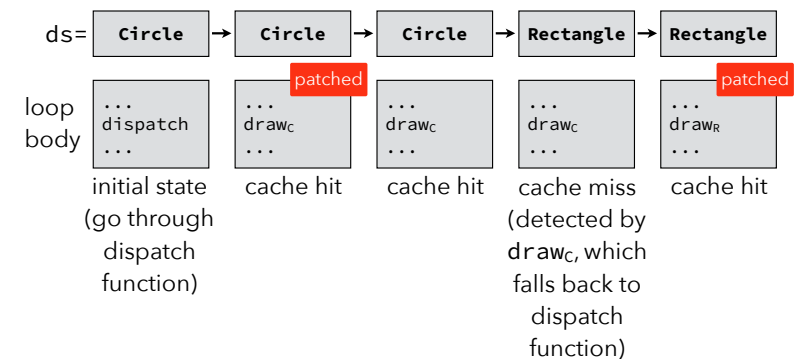 ds= Circle Circle Circle Rectangle Rectangle
patched patched
loop body
...
dispatch
...
...
drawC
...
...
drawC
...
...
drawC
...
...
drawR
...
initial state
(go through
dispatch
function)
cache hit
cache hit
cache miss
(detected by
drawC, which
falls back to
dispatch
function)
cache hit